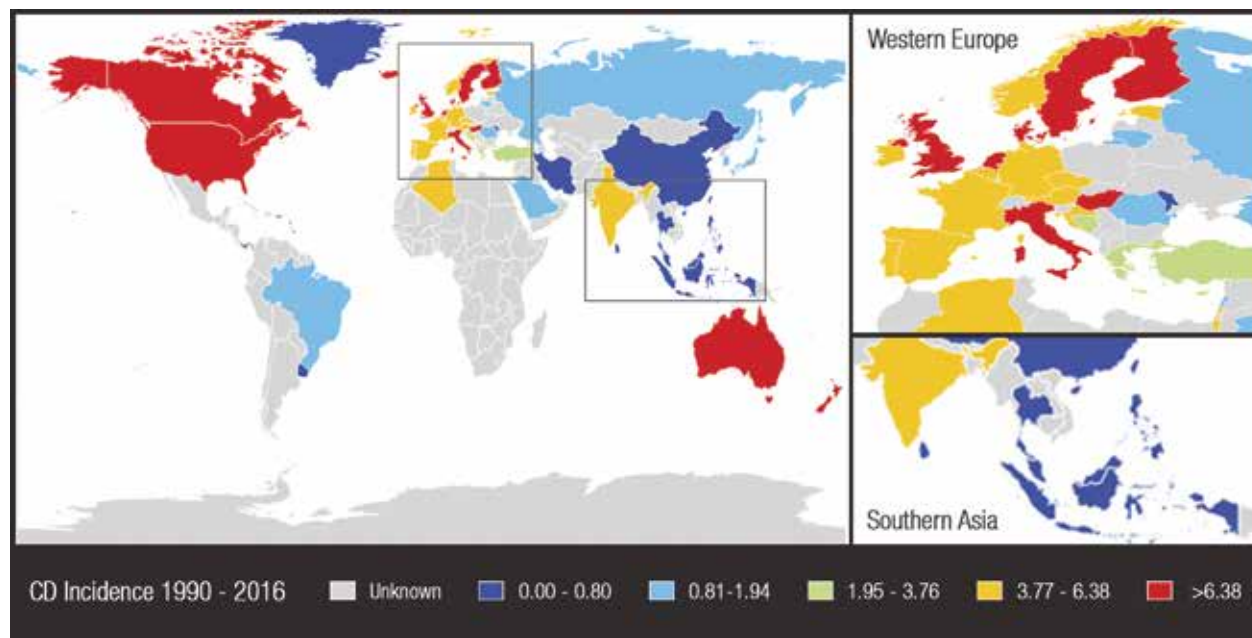 Western Europe
Southern Asia
CD Incidence 1990 - 2016
Unknown
0.00 - 0.80
0.81-1.94
1.95 - 3.76
3.77 - 6.38
>6.38